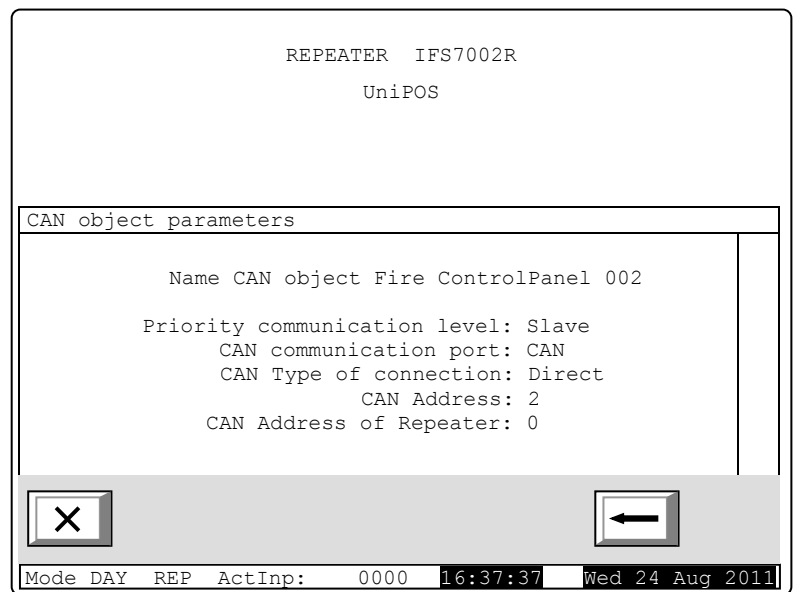 REPEATER IFS7002R
UniPOS
CAN object parameters
Name CAN object Fire ControlPanel 002
Priority communication level: Slave
CAN communication port: CAN
CAN Type of connection: Direct
CAN Address: 2
CAN Address of Repeater: 0
Mode DAY REP ActInp: 0000 16:37:37 Wed 24 Aug 2011